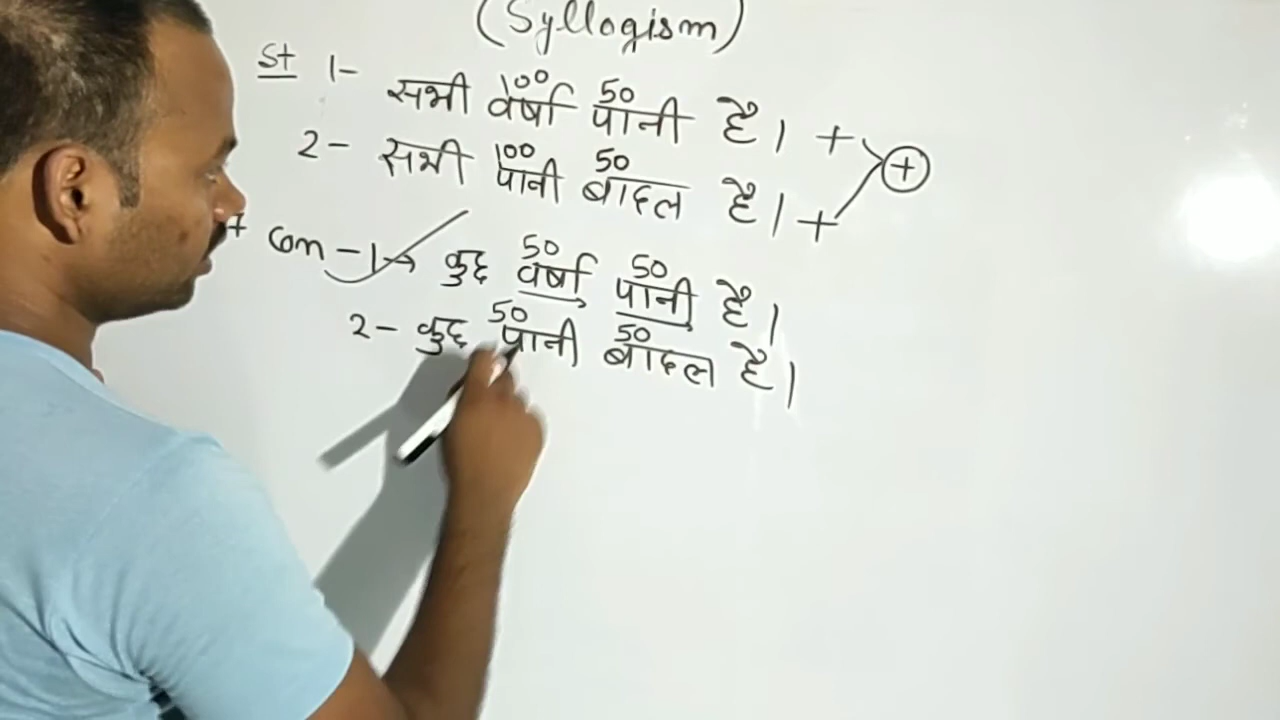 (Syllogism)
St 1- सभी वर्षा 100 पानी 50 है। + +
2- सभी पानी 100 बादल 50 है। +
+ con -1→ कुछ वर्षा 50 पानी 50 है।
2- कुछ पानी 50 बादल 50 है।